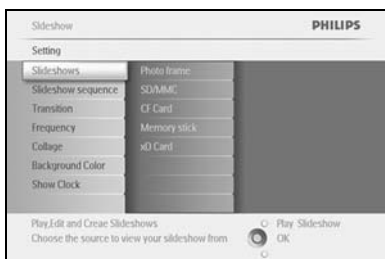 Slideshow PHILIPS
Setting
Slideshows Photo frame
Slideshow sequence SD/MMC
Transition CF Card
Frequency Memory stick
Collage xD Card
Background Color
Show Clock
Play,Edit and Creae Slideshows Play Slideshow
Choose the source to view your slideshow from OK